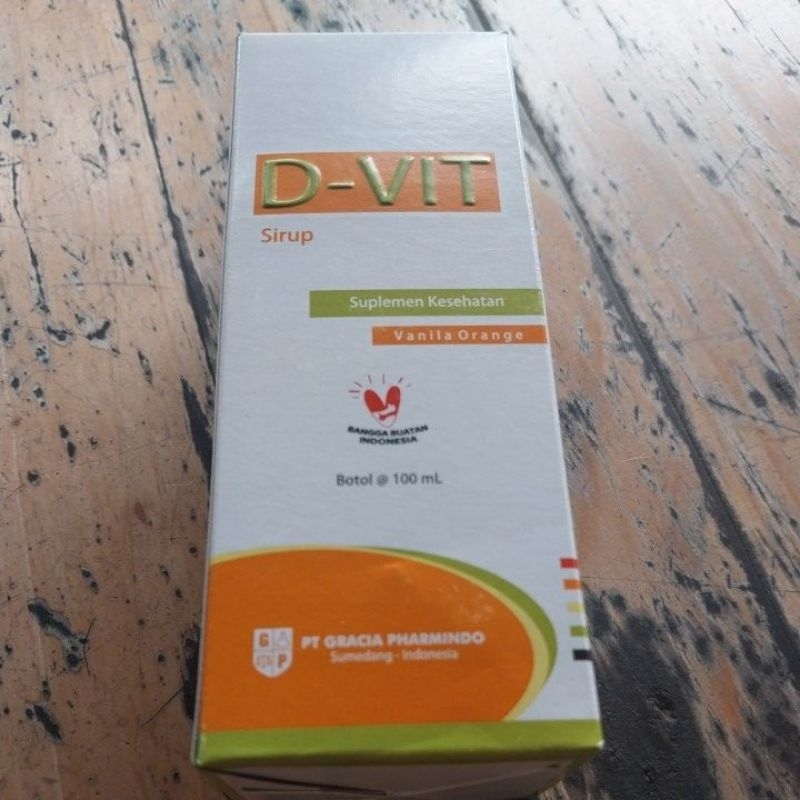 D-VIT
Sirup
Suplemen Kesehatan
Vanila Orange
BANGGA BUATAN
INDONESIA
Botol @ 100 mL
G
P
PT GRACIA PHARMINDO
Sumedang - Indonesia